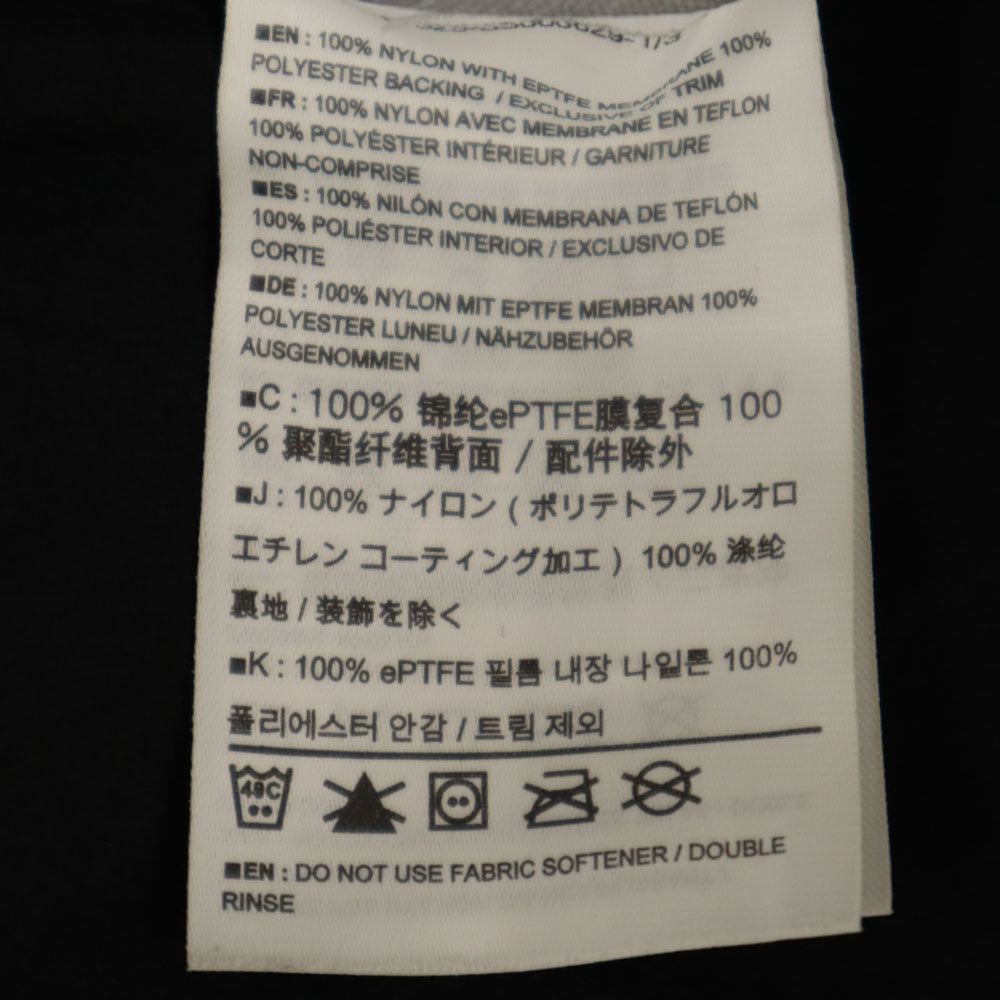 ■EN : 100% NYLON WITH EPTFE MEMBRANE 100%
POLYESTER BACKING / EXCLUSIVE OF TRIM
■FR : 100% NYLON AVEC MEMBRANE EN TEFLON
100% POLYÉSTER INTÉRIEUR / GARNITURE
NON-COMPRISE
■ES : 100% NILÓN CON MEMBRANA DE TEFLÓN
100% POLIÉSTER INTERIOR / EXCLUSIVO DE
CORTE
■DE : 100% NYLON MIT EPTFE MEMBRAN 100%
POLYESTER LUNEU / NÄHZUBEHÖR
AUSGENOMMEN
■C : 100% 锦纶ePTFE膜复合 100
% 聚酯纤维背面 / 配件除外
■J : 100% ナイロン ( ポリテトラフルオロ
エチレン コーティング加工 ) 100% 涤纶
裏地 / 装飾を除く
■K : 100% ePTFE 필름 내장 나일론 100%
폴리에스터 안감 / 트림 제외
40C
■EN : DO NOT USE FABRIC SOFTENER / DOUBLE
RINSE